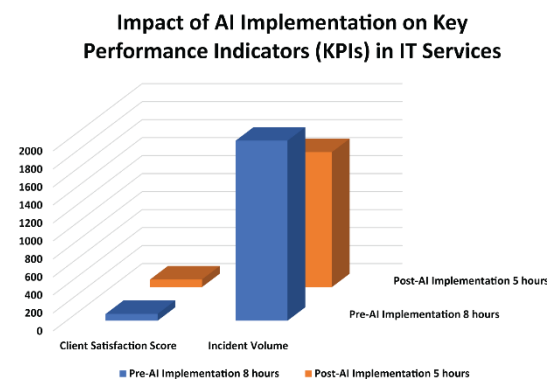 Impact of AI Implementation on Key
Performance Indicators (KPIs) in IT Services
2000
1800
1600
1400
1200
1000
800
600
400
200
0
Post-AI Implementation 5 hours
Pre-AI Implementation 8 hours
Client Satisfaction Score
Incident Volume
Pre-AI Implementation 8 hours
Post-AI Implementation 5 hours